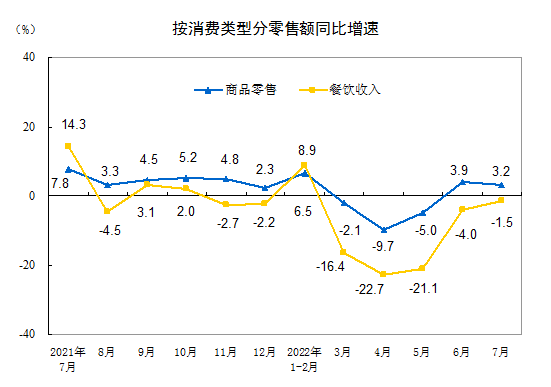 按消费类型分零售额同比增速
(%)
40
商品零售 餐饮收入
20
14.3
7.8 3.3 4.5 5.2 4.8 2.3 8.9 3.9 3.2
0
-4.5 3.1 2.0 -2.7 -2.2 6.5 -2.1 -9.7 -5.0 -4.0 -1.5
-16.4 -22.7 -21.1
-20
-40
2021年 8月 9月 10月 11月 12月 2022年 3月 4月 5月 6月 7月
7月 1-2月